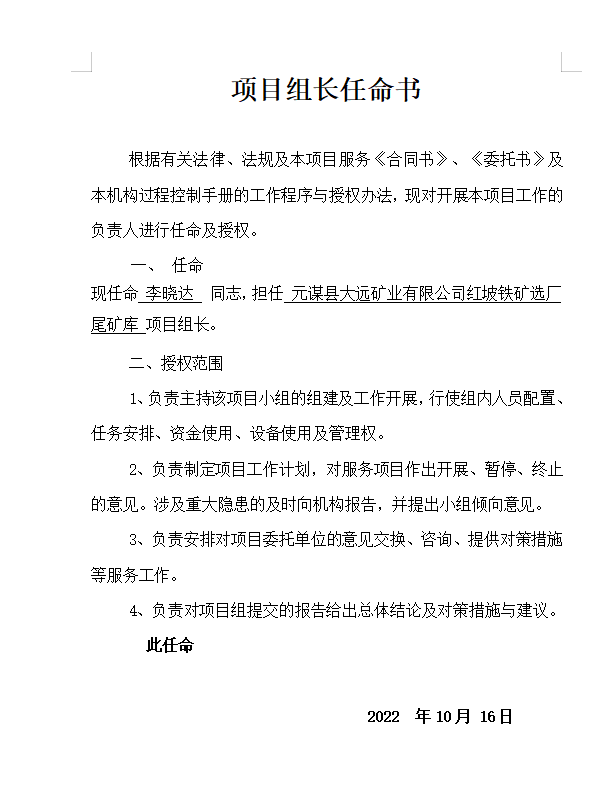 项目组长任命书
根据有关法律、法规及本项目服务《合同书》、《委托书》及
本机构过程控制手册的工作程序与授权办法，现对开展本项目工作的
负责人进行任命及授权。
一、 任命
现任命 李晓达 同志，担任 元谋县大远矿业有限公司红坡铁矿选厂
尾矿库 项目组长。
二、授权范围
1、负责主持该项目小组的组建及工作开展，行使组内人员配置、
任务安排、资金使用、设备使用及管理权。
2、负责制定项目工作计划，对服务项目作出开展、暂停、终止
的意见。涉及重大隐患的及时向机构报告，并提出小组倾向意见。
3、负责安排对项目委托单位的意见交换、咨询、提供对策措施
等服务工作。
4、负责对项目组提交的报告给出总体结论及对策措施与建议。
此任命
2022 年 10 月 16 日